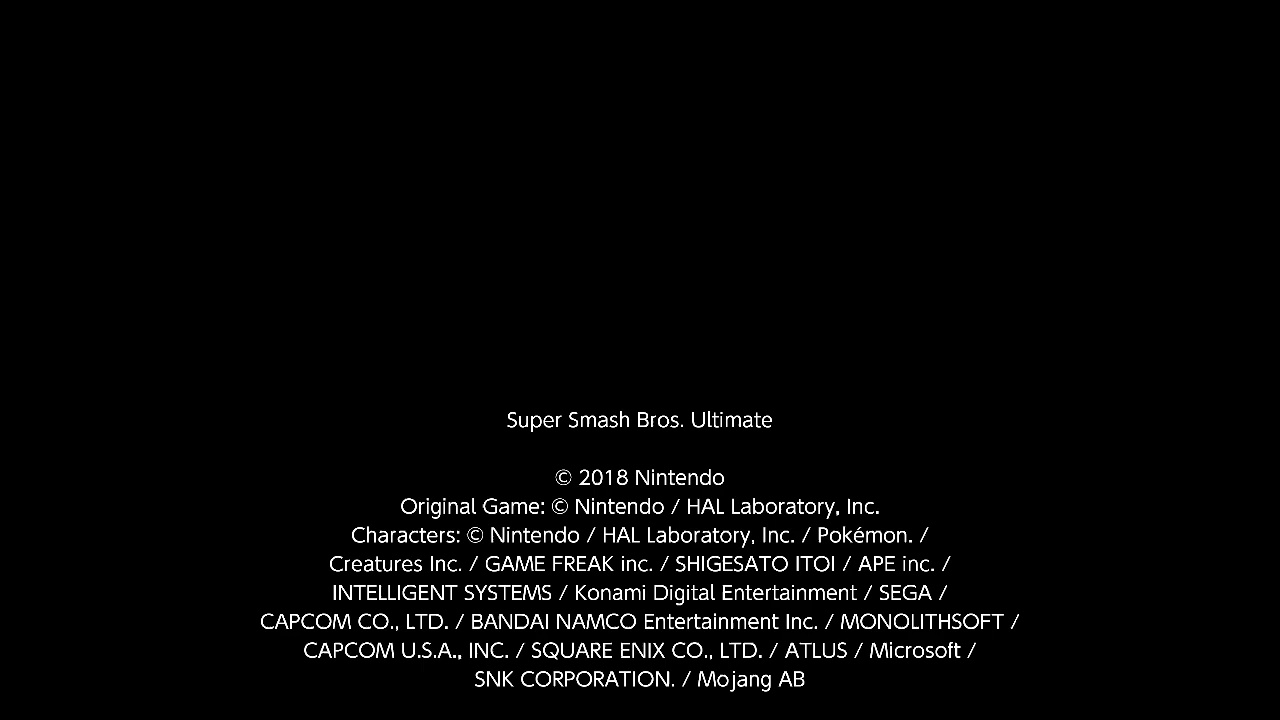 Super Smash Bros. Ultimate
© 2018 Nintendo
Original Game: © Nintendo / HAL Laboratory, Inc.
Characters: © Nintendo / HAL Laboratory, Inc. / Pokémon. /
Creatures Inc. / GAME FREAK inc. / SHIGESATO ITOI / APE inc. /
INTELLIGENT SYSTEMS / Konami Digital Entertainment / SEGA /
CAPCOM CO., LTD. / BANDAI NAMCO Entertainment Inc. / MONOLITHSOFT /
CAPCOM U.S.A., INC. / SQUARE ENIX CO., LTD. / ATLUS / Microsoft /
SNK CORPORATION. / Mojang AB